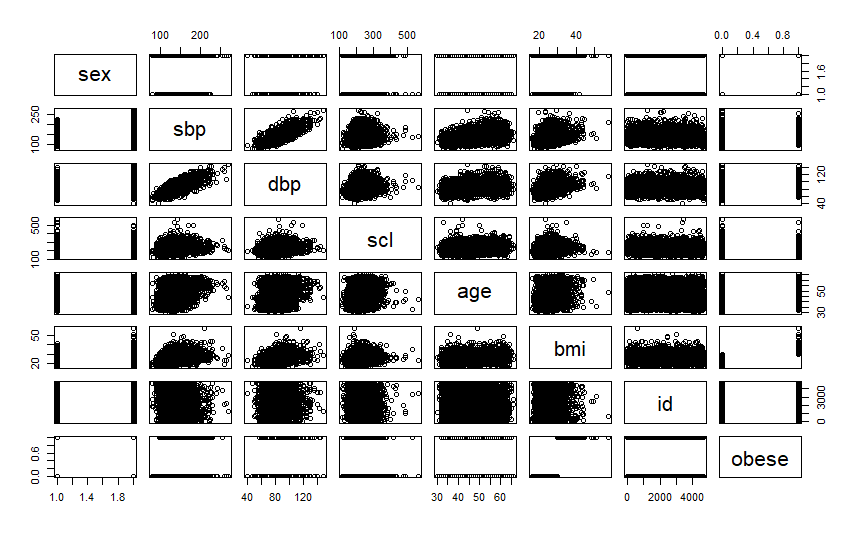 100 200 100 300 500 20 40 0.0 0.4 0.8
sex 1.0 1.6
100 250 sbp
dbp 40 120
100 500 scl
age 30 50
20 50 bmi
id 0 3000
0.0 0.6 obese
1.0 1.4 1.8 40 80 120 30 40 50 60 0 2000 4000